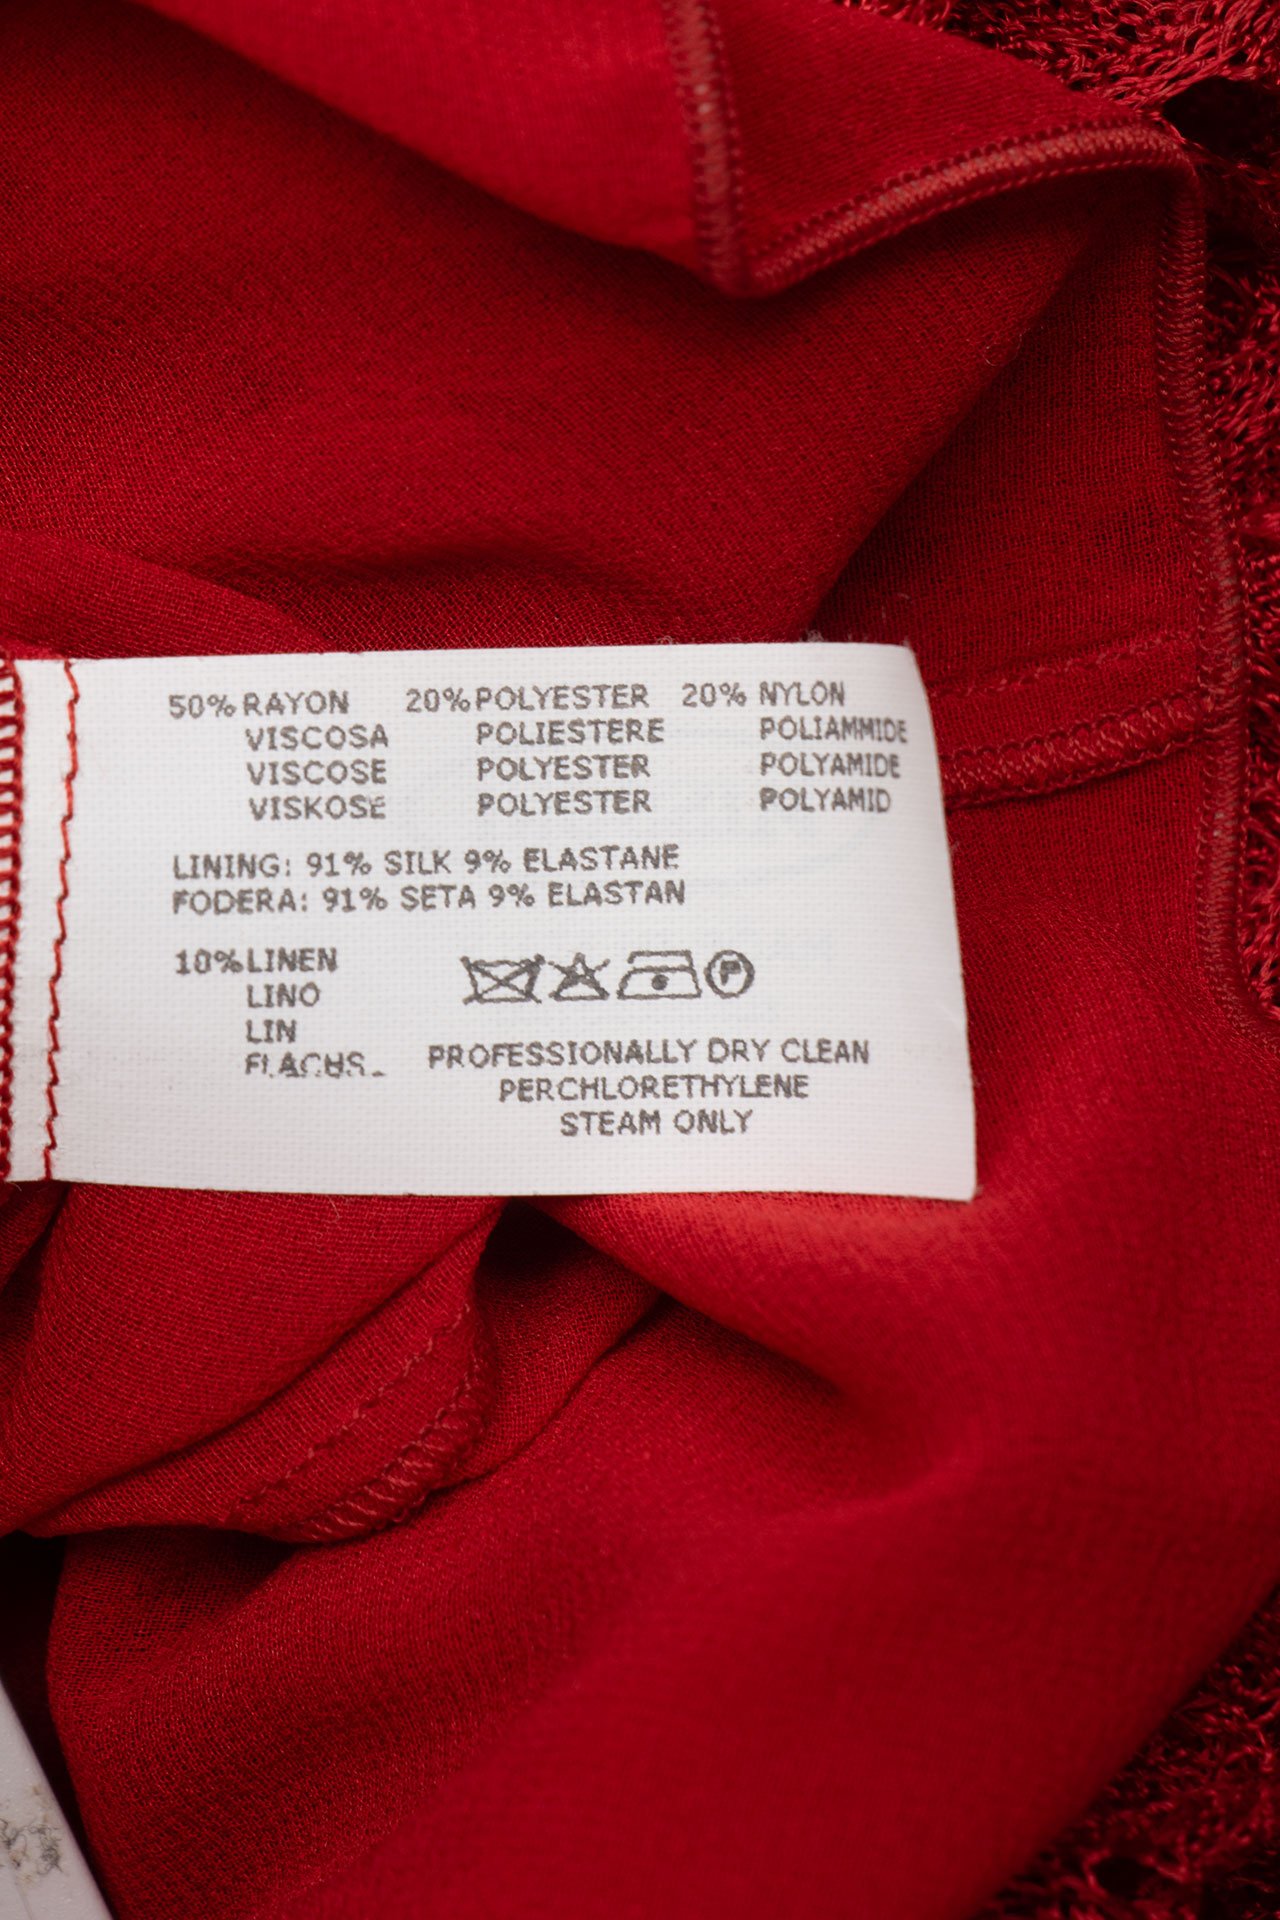 50% RAYON 20% POLYESTER 20% NYLON
VISCOSA POLIESTERE POLIAMMIDE
VISCOSE POLYESTER POLYAMIDE
VISKOSE POLYESTER POLYAMID
LINING: 91% SILK 9% ELASTANE
FODERA: 91% SETA 9% ELASTAN
10% LINEN
LINO
LIN
FLACHS
P
PROFESSIONALLY DRY CLEAN
PERCHLORETHYLENE
STEAM ONLY